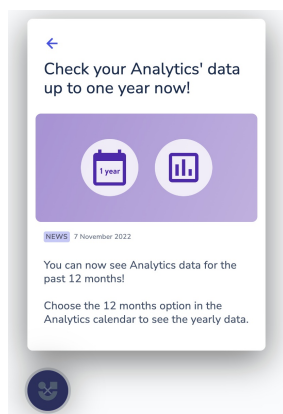 Check your Analytics' data
up to one year now!
1 year
NEWS 7 November 2022
You can now see Analytics data for the
past 12 months!
Choose the 12 months option in the
Analytics calendar to see the yearly data.